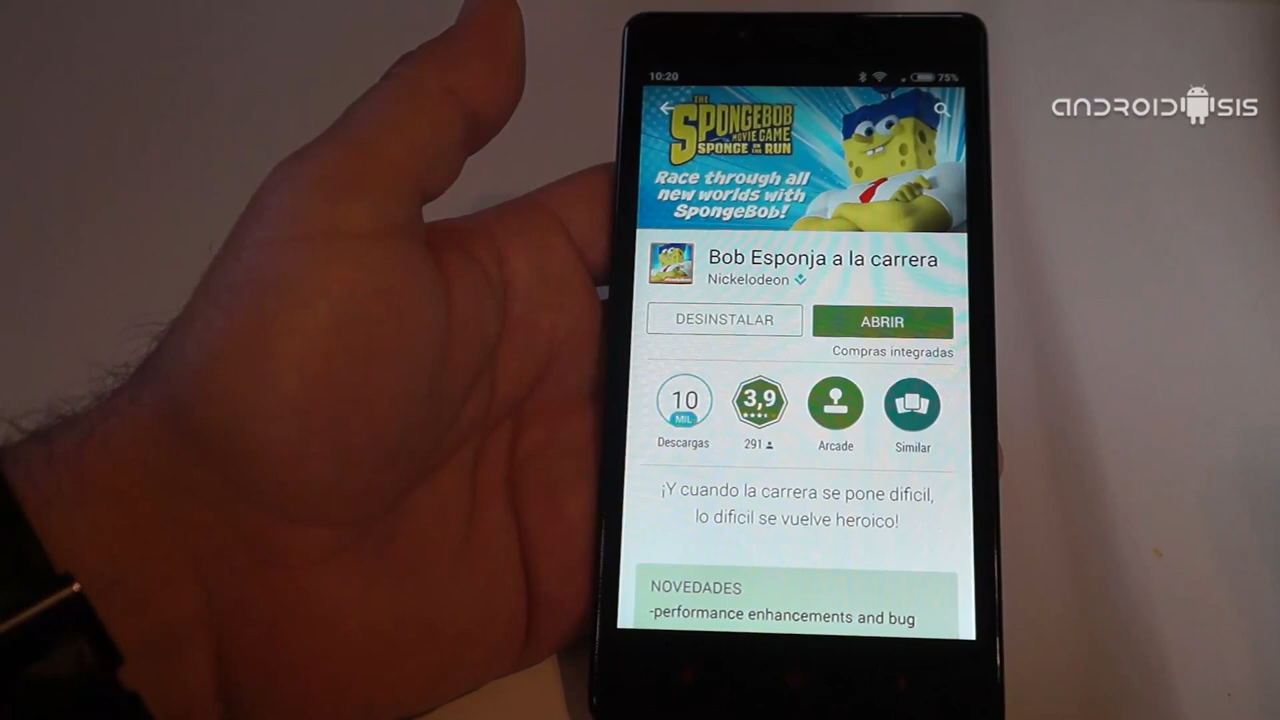 10:20
75%
ANDROIDSIS
THE
SPONGEBOB
MOVIE GAME
SPONGE ON THE RUN
Race through all
new worlds with
SpongeBob!
Bob Esponja a la carrera
Nickelodeon
DESINSTALAR
ABRIR
Compras integradas
10
MIL
Descargas
3,9
291
Arcade
Similar
¡Y cuando la carrera se pone dificil,
lo dificil se vuelve heroico!
NOVEDADES
-performance enhancements and bug